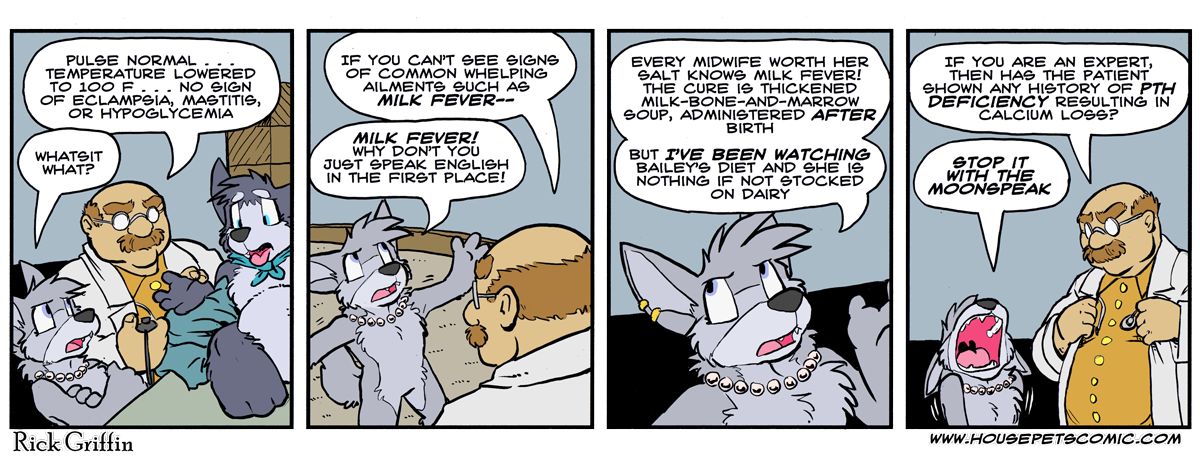 PULSE NORMAL . . .
TEMPERATURE LOWERED
TO 100 F . . . NO SIGN
OF ECLAMPSIA, MASTITIS,
OR HYPOGLYCEMIA
WHATSIT
WHAT?
IF YOU CAN'T SEE SIGNS
OF COMMON WHELPING
AILMENTS SUCH AS
MILK FEVER--
MILK FEVER!
WHY DON'T YOU
JUST SPEAK ENGLISH
IN THE FIRST PLACE!
EVERY MIDWIFE WORTH HER
SALT KNOWS MILK FEVER!
THE CURE IS THICKENED
MILK-BONE-AND-MARROW
SOUP, ADMINISTERED AFTER
BIRTH
BUT I'VE BEEN WATCHING
BAILEY'S DIET AND SHE IS
NOTHING IF NOT STOCKED
ON DAIRY
IF YOU ARE AN EXPERT,
THEN HAS THE PATIENT
SHOWN ANY HISTORY OF PTH
DEFICIENCY RESULTING IN
CALCIUM LOSS?
STOP IT
WITH THE
MOONSPEAK
Rick Griffin
WWW.HOUSEPETSCOMIC.COM